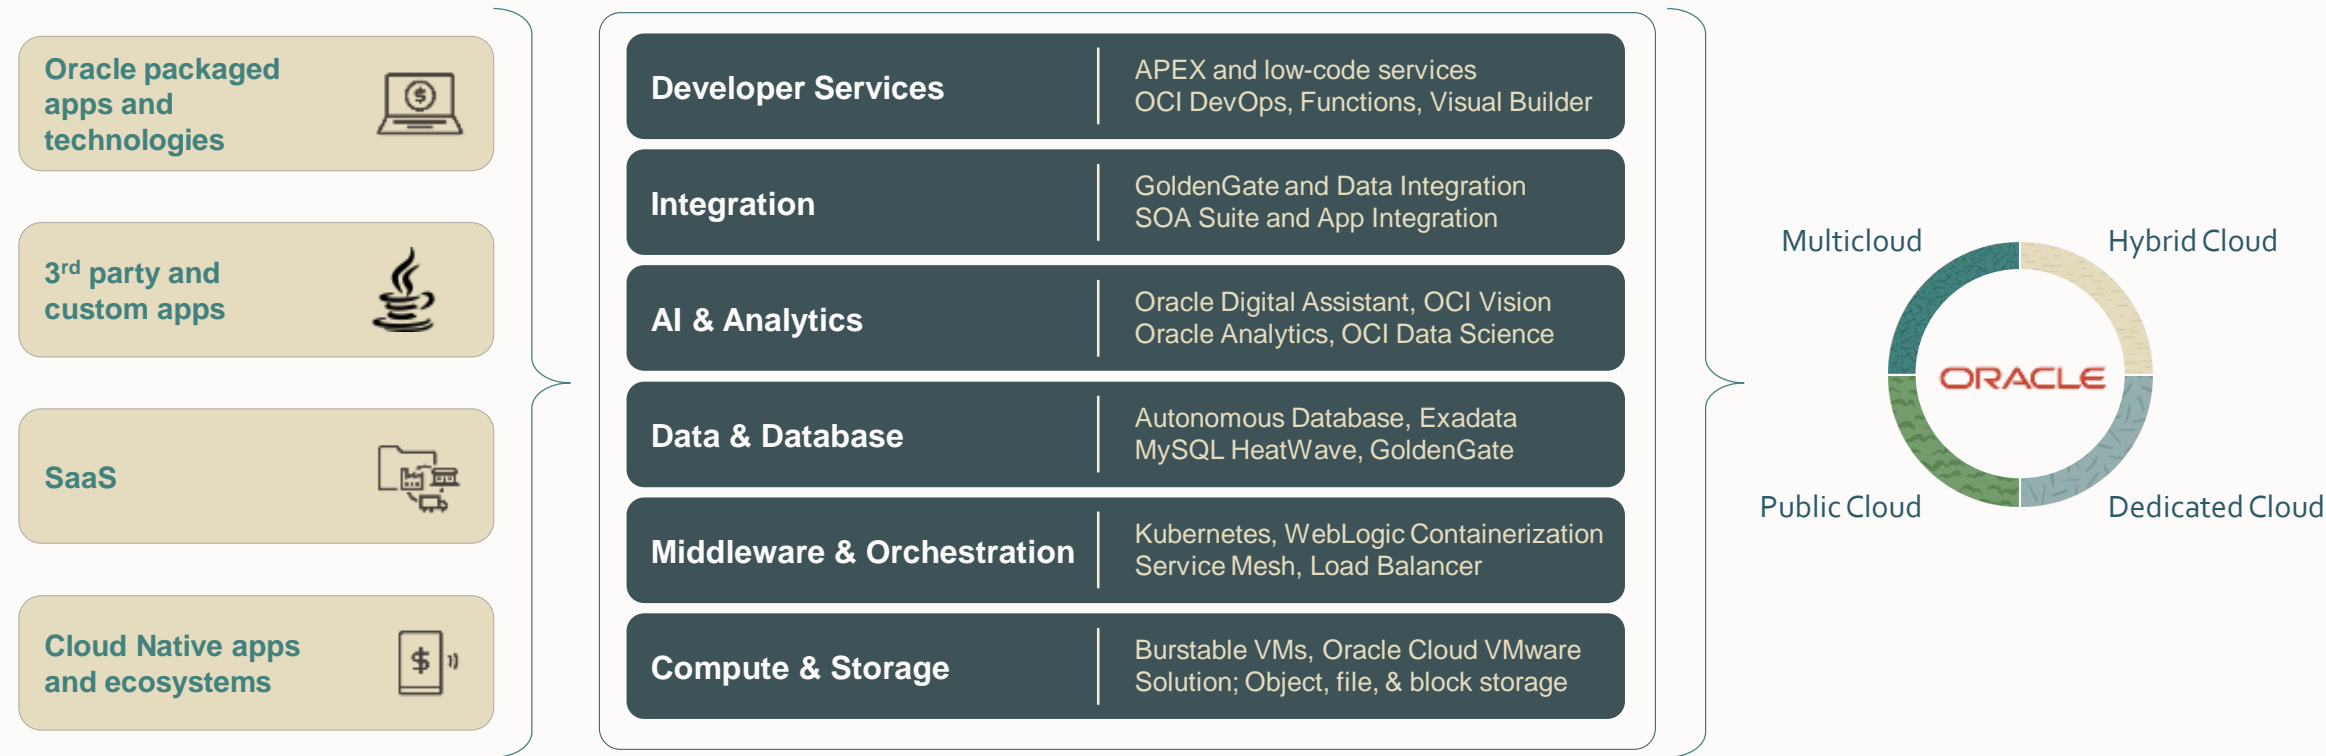 Oracle packaged
apps and
technologies
3rd party and
custom apps
SaaS
Cloud Native apps
and ecosystems
Developer Services
APEX and low-code services
OCI DevOps, Functions, Visual Builder
Integration
GoldenGate and Data Integration
SOA Suite and App Integration
AI & Analytics
Oracle Digital Assistant, OCI Vision
Oracle Analytics, OCI Data Science
Data & Database
Autonomous Database, Exadata
MySQL HeatWave, GoldenGate
Middleware & Orchestration
Kubernetes, WebLogic Containerization
Service Mesh, Load Balancer
Compute & Storage
Burstable VMs, Oracle Cloud VMware
Solution; Object, file, & block storage
Multicloud
Hybrid Cloud
ORACLE
Public Cloud
Dedicated Cloud